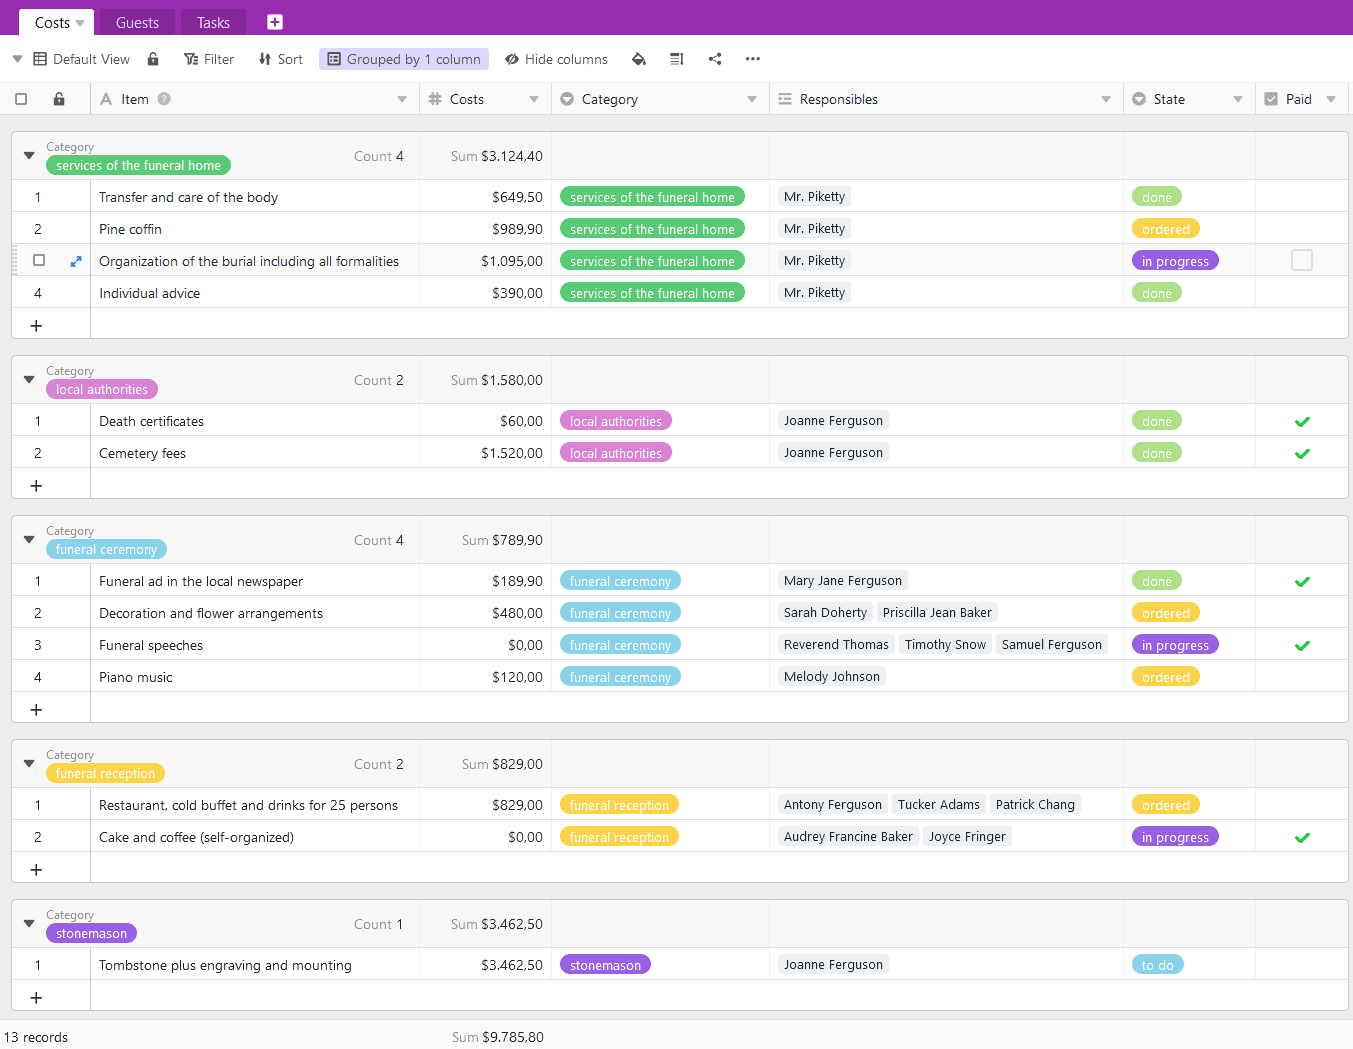 Costs Guests Tasks
Default View Filter Sort Grouped by 1 column Hide columns
Item Costs Category Responsibles State Paid
Category
services of the funeral home Count 4 Sum $3.124,40
1 Transfer and care of the body $649,50 services of the funeral home Mr. Piketty done
2 Pine coffin $989,90 services of the funeral home Mr. Piketty ordered
Organization of the burial including all formalities $1.095,00 services of the funeral home Mr. Piketty in progress
4 Individual advice $390,00 services of the funeral home Mr. Piketty done
Category
local authorities Count 2 Sum $1.580,00
1 Death certificates $60,00 local authorities Joanne Ferguson done
2 Cemetery fees $1.520,00 local authorities Joanne Ferguson done
Category
funeral ceremony Count 4 Sum $789,90
1 Funeral ad in the local newspaper $189,90 funeral ceremony Mary Jane Ferguson done
2 Decoration and flower arrangements $480,00 funeral ceremony Sarah Doherty Priscilla Jean Baker ordered
3 Funeral speeches $0,00 funeral ceremony Reverend Thomas Timothy Snow Samuel Ferguson in progress
4 Piano music $120,00 funeral ceremony Melody Johnson ordered
Category
funeral reception Count 2 Sum $829,00
1 Restaurant, cold buffet and drinks for 25 persons $829,00 funeral reception Antony Ferguson Tucker Adams Patrick Chang ordered
2 Cake and coffee (self-organized) $0,00 funeral reception Audrey Francine Baker Joyce Fringer in progress
Category
stonemason Count 1 Sum $3.462,50
1 Tombstone plus engraving and mounting $3.462,50 stonemason Joanne Ferguson to do
13 records Sum $9.785,80